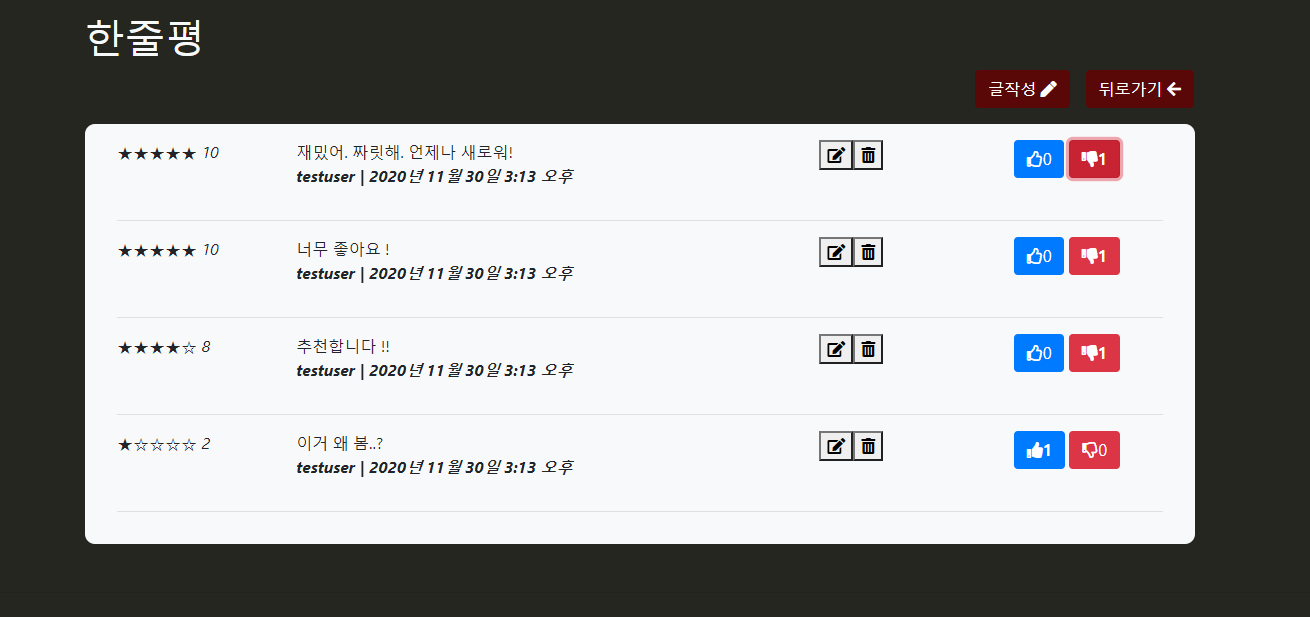 한줄평
글작성 뒤로가기
★★★★★ 10 재밌어. 짜릿해. 언제나 새로워! 0 1
testuser | 2020년 11월 30일 3:13 오후
★★★★★ 10 너무 좋아요 ! 0 1
testuser | 2020년 11월 30일 3:13 오후
★★★★☆ 8 추천합니다 !! 0 1
testuser | 2020년 11월 30일 3:13 오후
★☆☆☆☆ 2 이거 왜 봄..? 1 0
testuser | 2020년 11월 30일 3:13 오후